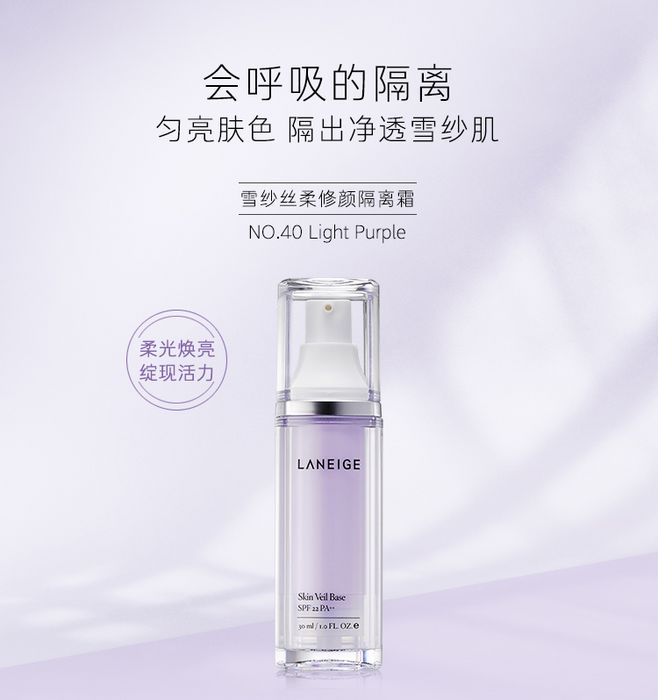 会呼吸的隔离
匀亮肤色 隔出净透雪纱肌
雪纱丝柔修颜隔离霜
NO.40 Light Purple
柔光焕亮
绽现活力
LANEIGE
Skin Veil Base
SPF 22 PA++
30 ml / 1.0 FL. OZ. e